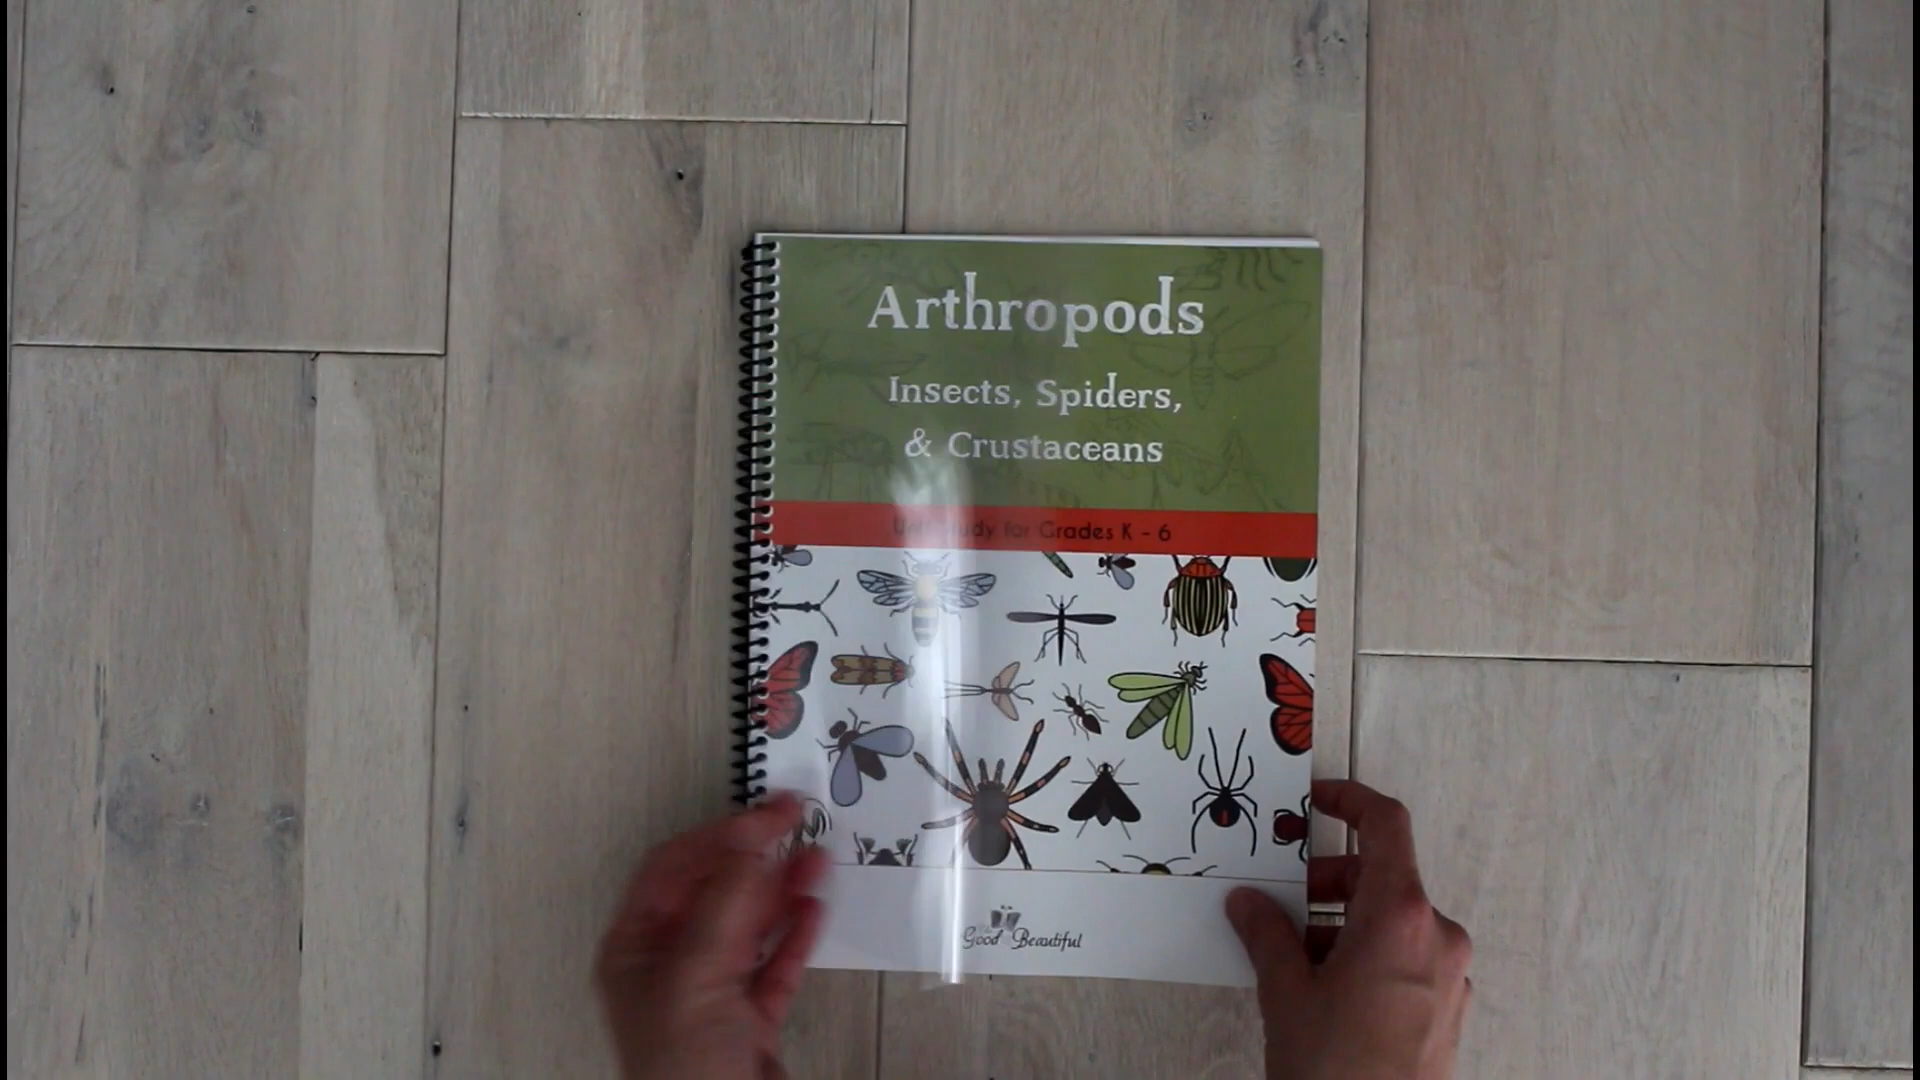 Arthropods
Insects, Spiders,
& Crustaceans
Unit Study for Grades K - 6
Good Beautiful